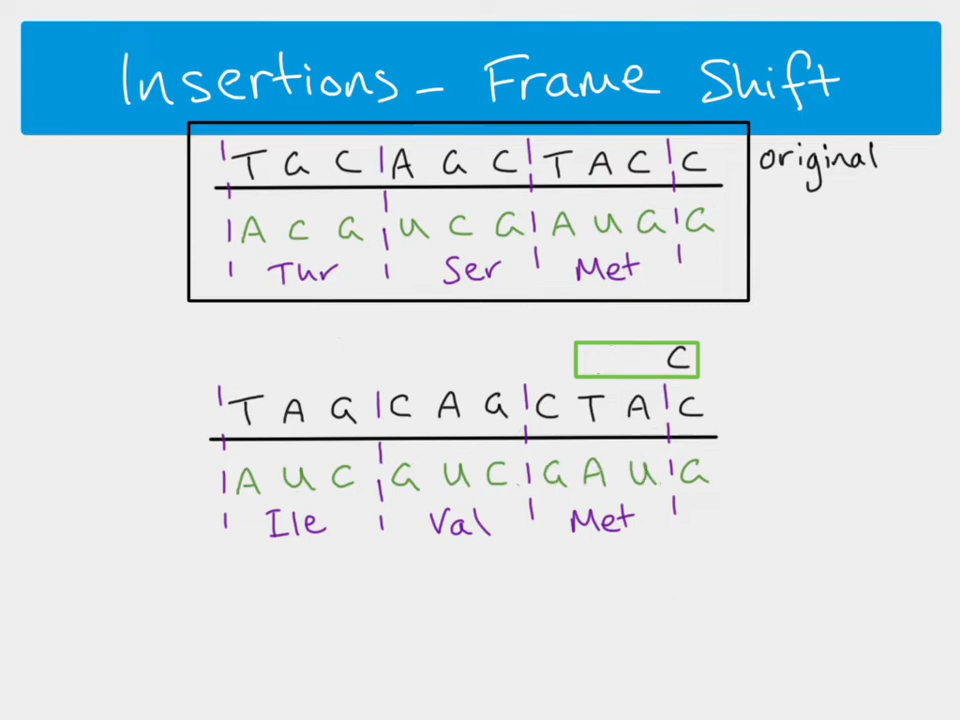 Insertions - Frame Shift
T G C A G C T A C C original
A C G U C G A U G G
Thr Ser Met
C
T A G C A G C T A C
A U C G U C G A U G
Ile Val Met